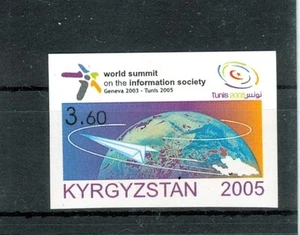 world summit
on the information society
Geneva 2003 - Tunis 2005
Tunis 2005 تونس
3.60
KYRGYZSTAN 2005